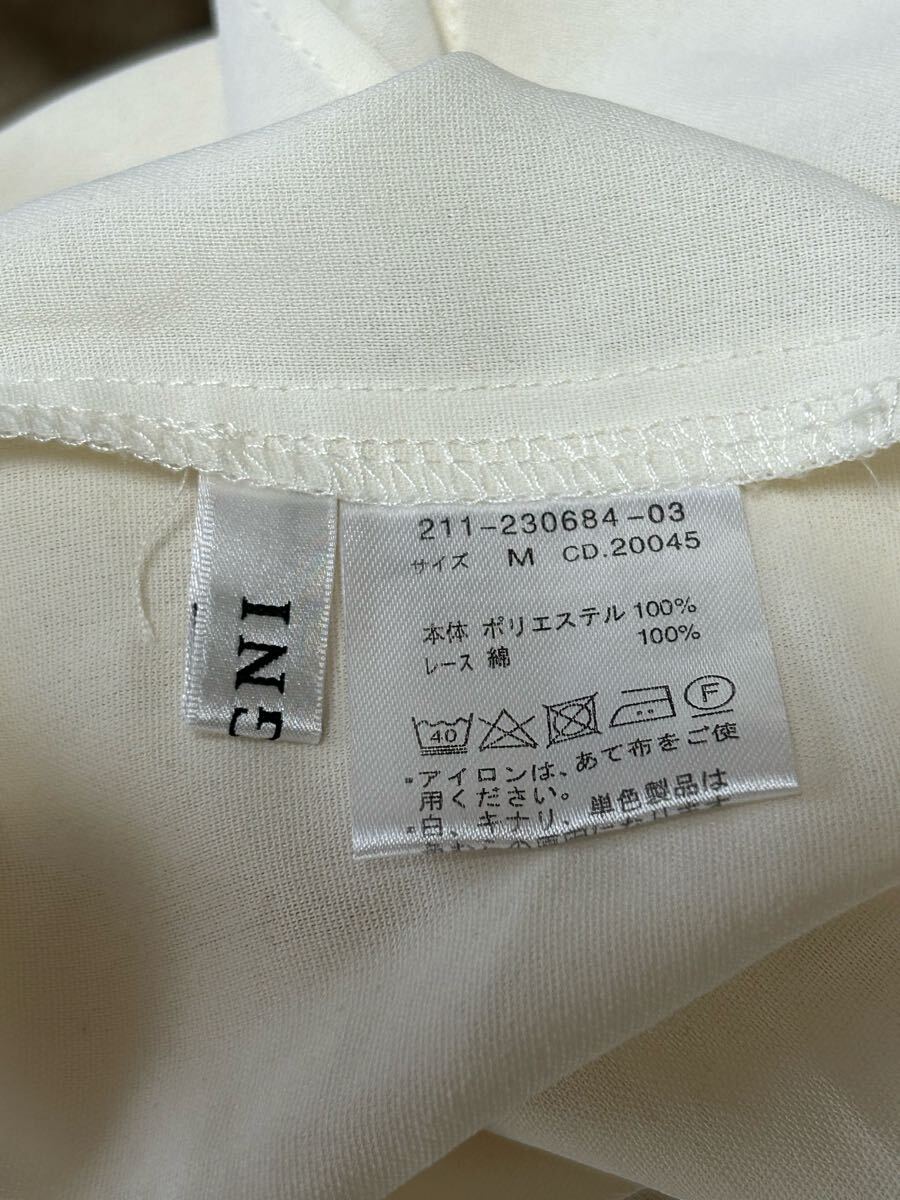 211-230684-03
サイズ M CD.20045
本体 ポリエステル 100%
レース 綿 100%
40
F
・アイロンは、あて布をご使
用ください。
・白、キナリ、単色製品は
GNI